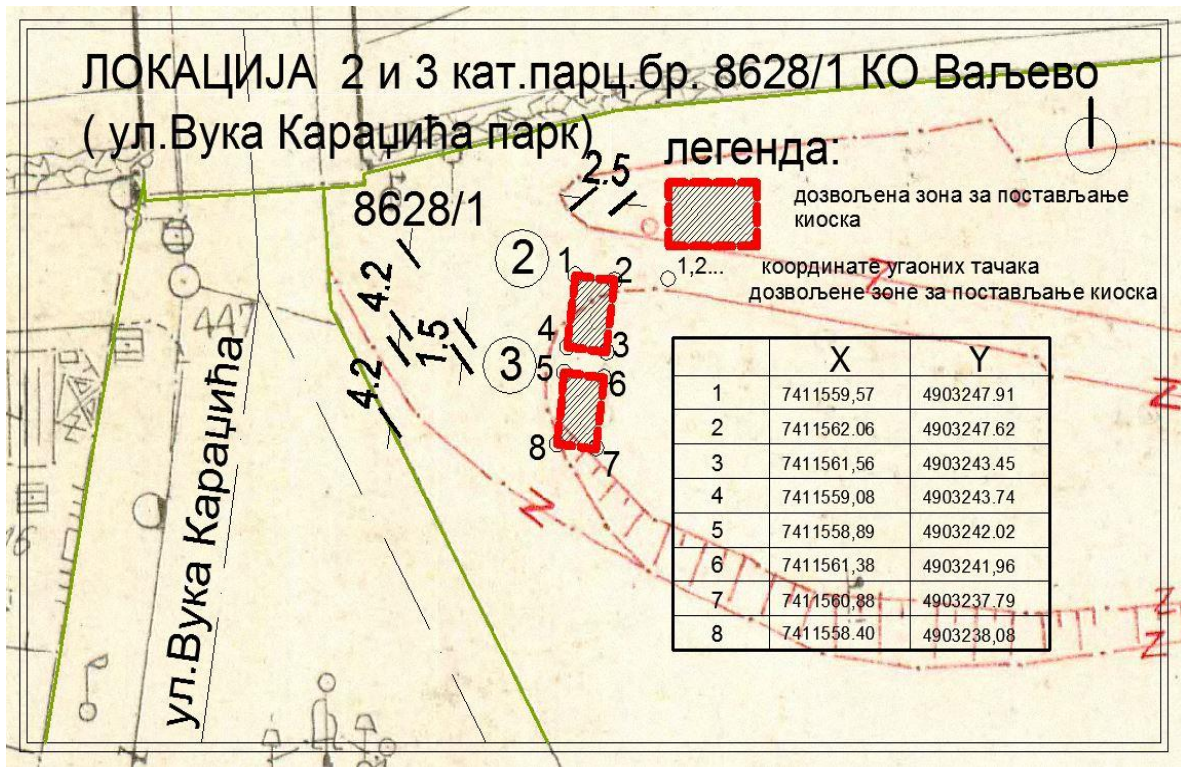 ЛОКАЦИЈА 2 и 3 кат.парц.бр. 8628/1 КО Ваљево
( ул.Вука Караџића парк)
2.5
легенда:
дозвољена зона за постављање
киоска
1,2... координате угаоних тачака
дозвољене зоне за постављање киоска
8628/1
2
1
2
4.2
4
3
1.5
3
5
6
4.2
8
7
447
ул.Вука Караџића
16
X Y
1 7411559,57 4903247.91
2 7411562.06 4903247.62
3 7411561,56 4903243.45
4 7411559,08 4903243.74
5 7411558,89 4903242.02
6 7411561,38 4903241,96
7 7411560,88 4903237.79
8 7411558.40 4903238,08